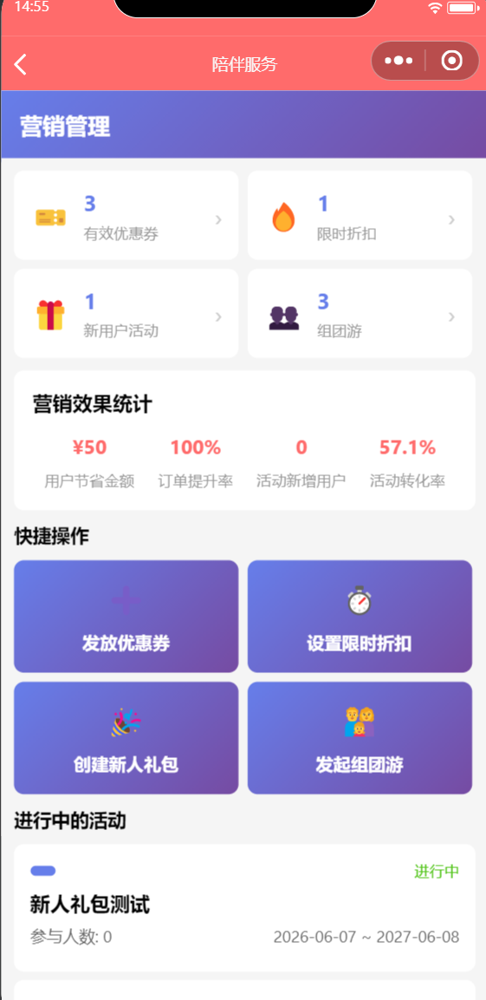 14:55
陪伴服务
营销管理
3
有效优惠券
1
限时折扣
1
新用户活动
3
组团游
营销效果统计
¥50 100% 0 57.1%
用户节省金额 订单提升率 活动新增用户 活动转化率
快捷操作
发放优惠券 设置限时折扣
创建新人礼包 发起组团游
进行中的活动
进行中
新人礼包测试
参与人数: 0 2026-06-07 ~ 2027-06-08